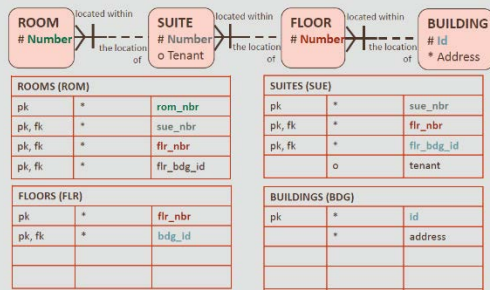 ROOM
# Number
located within
the location of
SUITE
# Number
o Tenant
located within
the location of
FLOOR
# Number
located within
the location of
BUILDING
# Id
* Address
ROOMS (ROM)
pk * rom_nbr
pk, fk * sue_nbr
pk, fk * flr_nbr
pk, fk * flr_bdg_id
SUITES (SUE)
pk * sue_nbr
pk, fk * flr_nbr
pk, fk * flr_bdg_id
o tenant
FLOORS (FLR)
pk * flr_nbr
pk, fk * bdg_id
BUILDINGS (BDG)
pk * id
* address